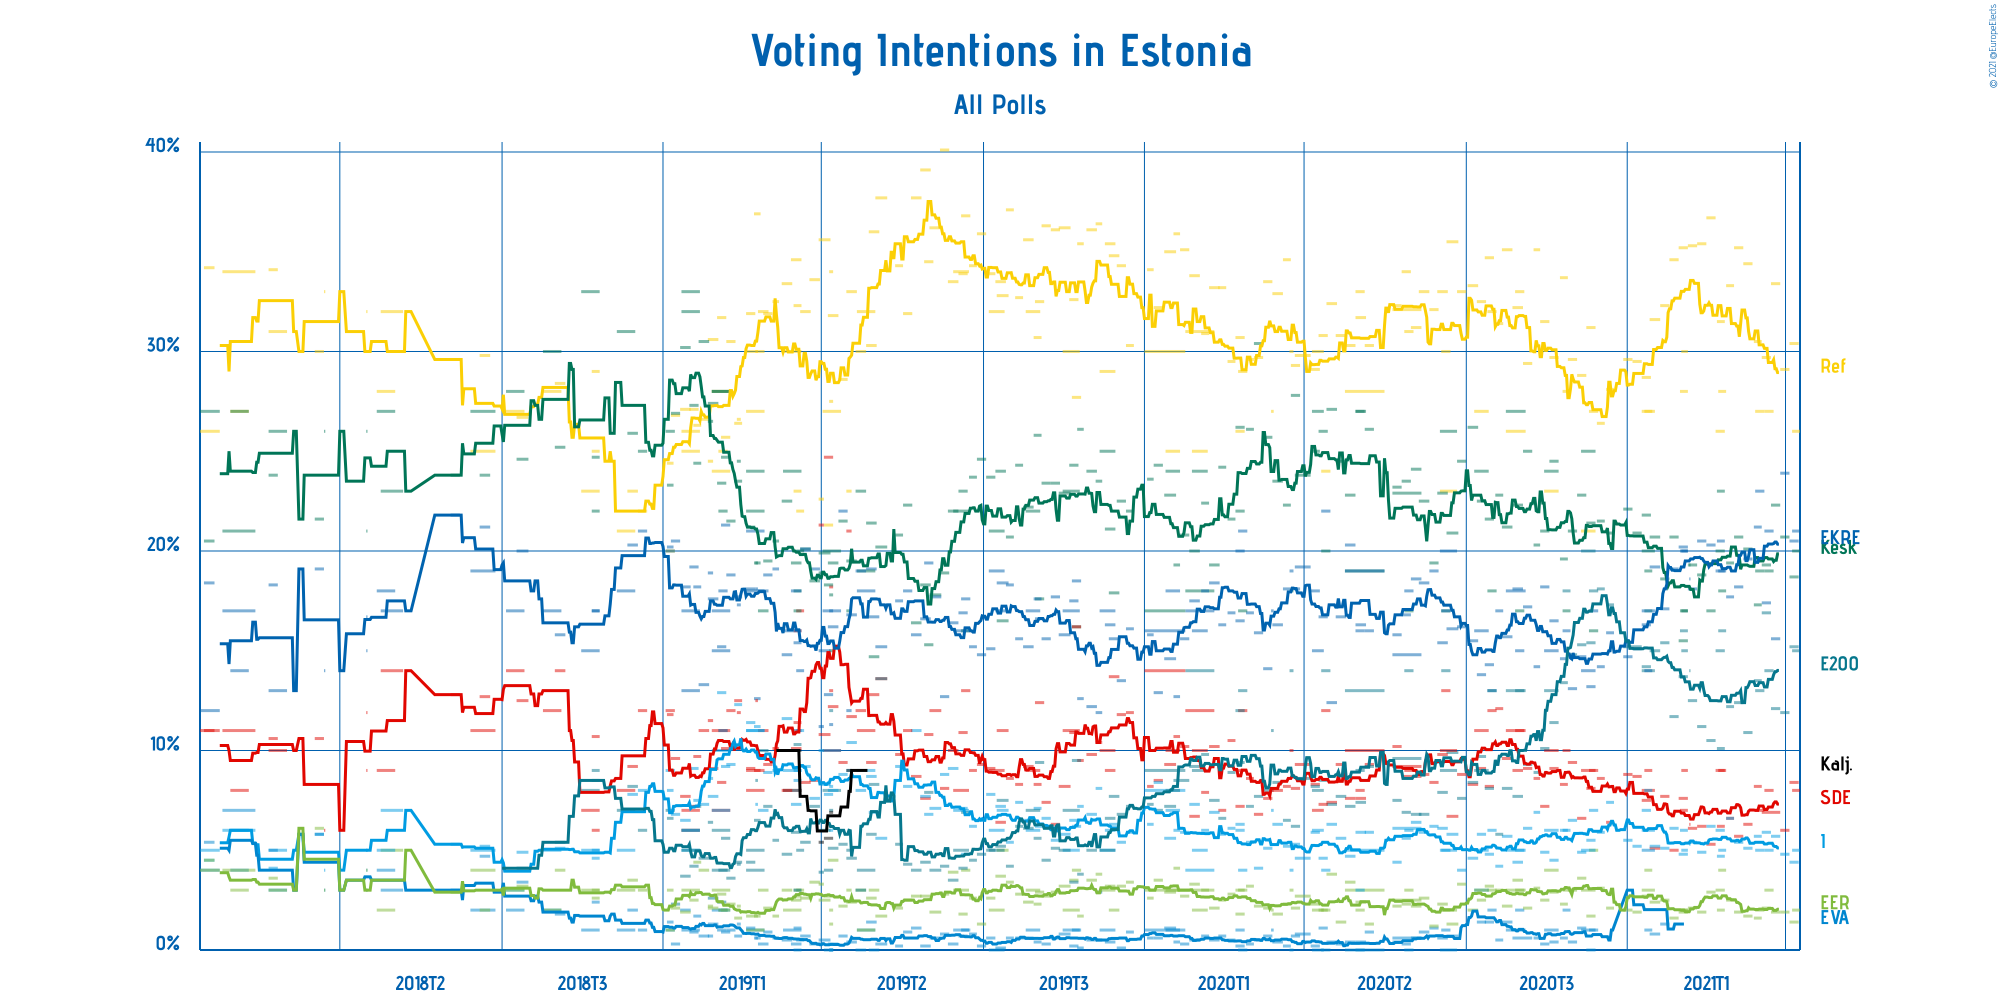 Voting Intentions in Estonia
All Polls
© 2021 @EuropeElects
40%
30%
20%
10%
0%
Ref
EKRE
Kesk
E200
Kalj.
SDE
I
EER
EVA
2018T2
2018T3
2019T1
2019T2
2019T3
2020T1
2020T2
2020T3
2021T1